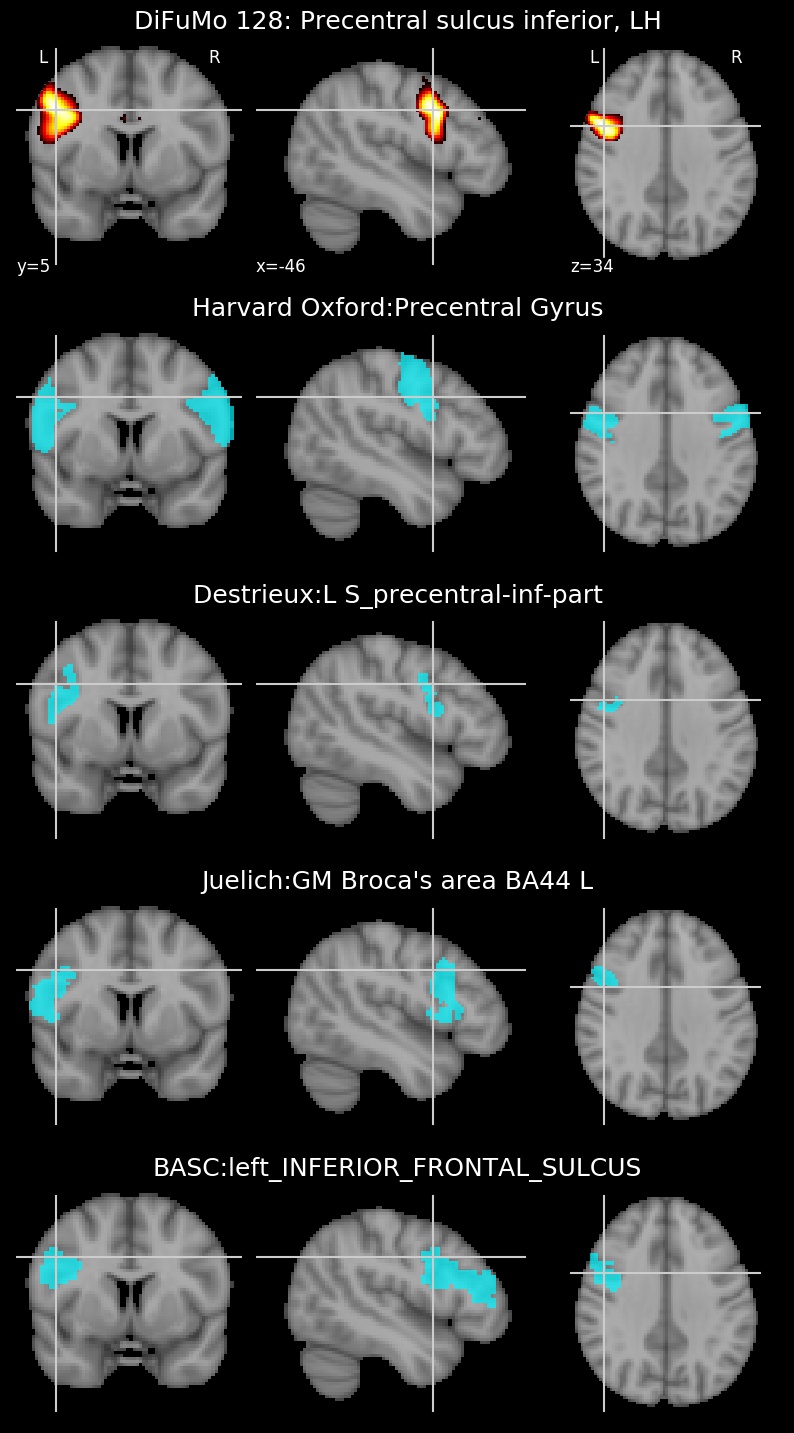 DiFuMo 128: Precentral sulcus inferior, LH
L R L R
y=5 x=-46 z=34
Harvard Oxford:Precentral Gyrus
Destrieux:L S_precentral-inf-part
Juelich:GM Broca's area BA44 L
BASC:left_INFERIOR_FRONTAL_SULCUS